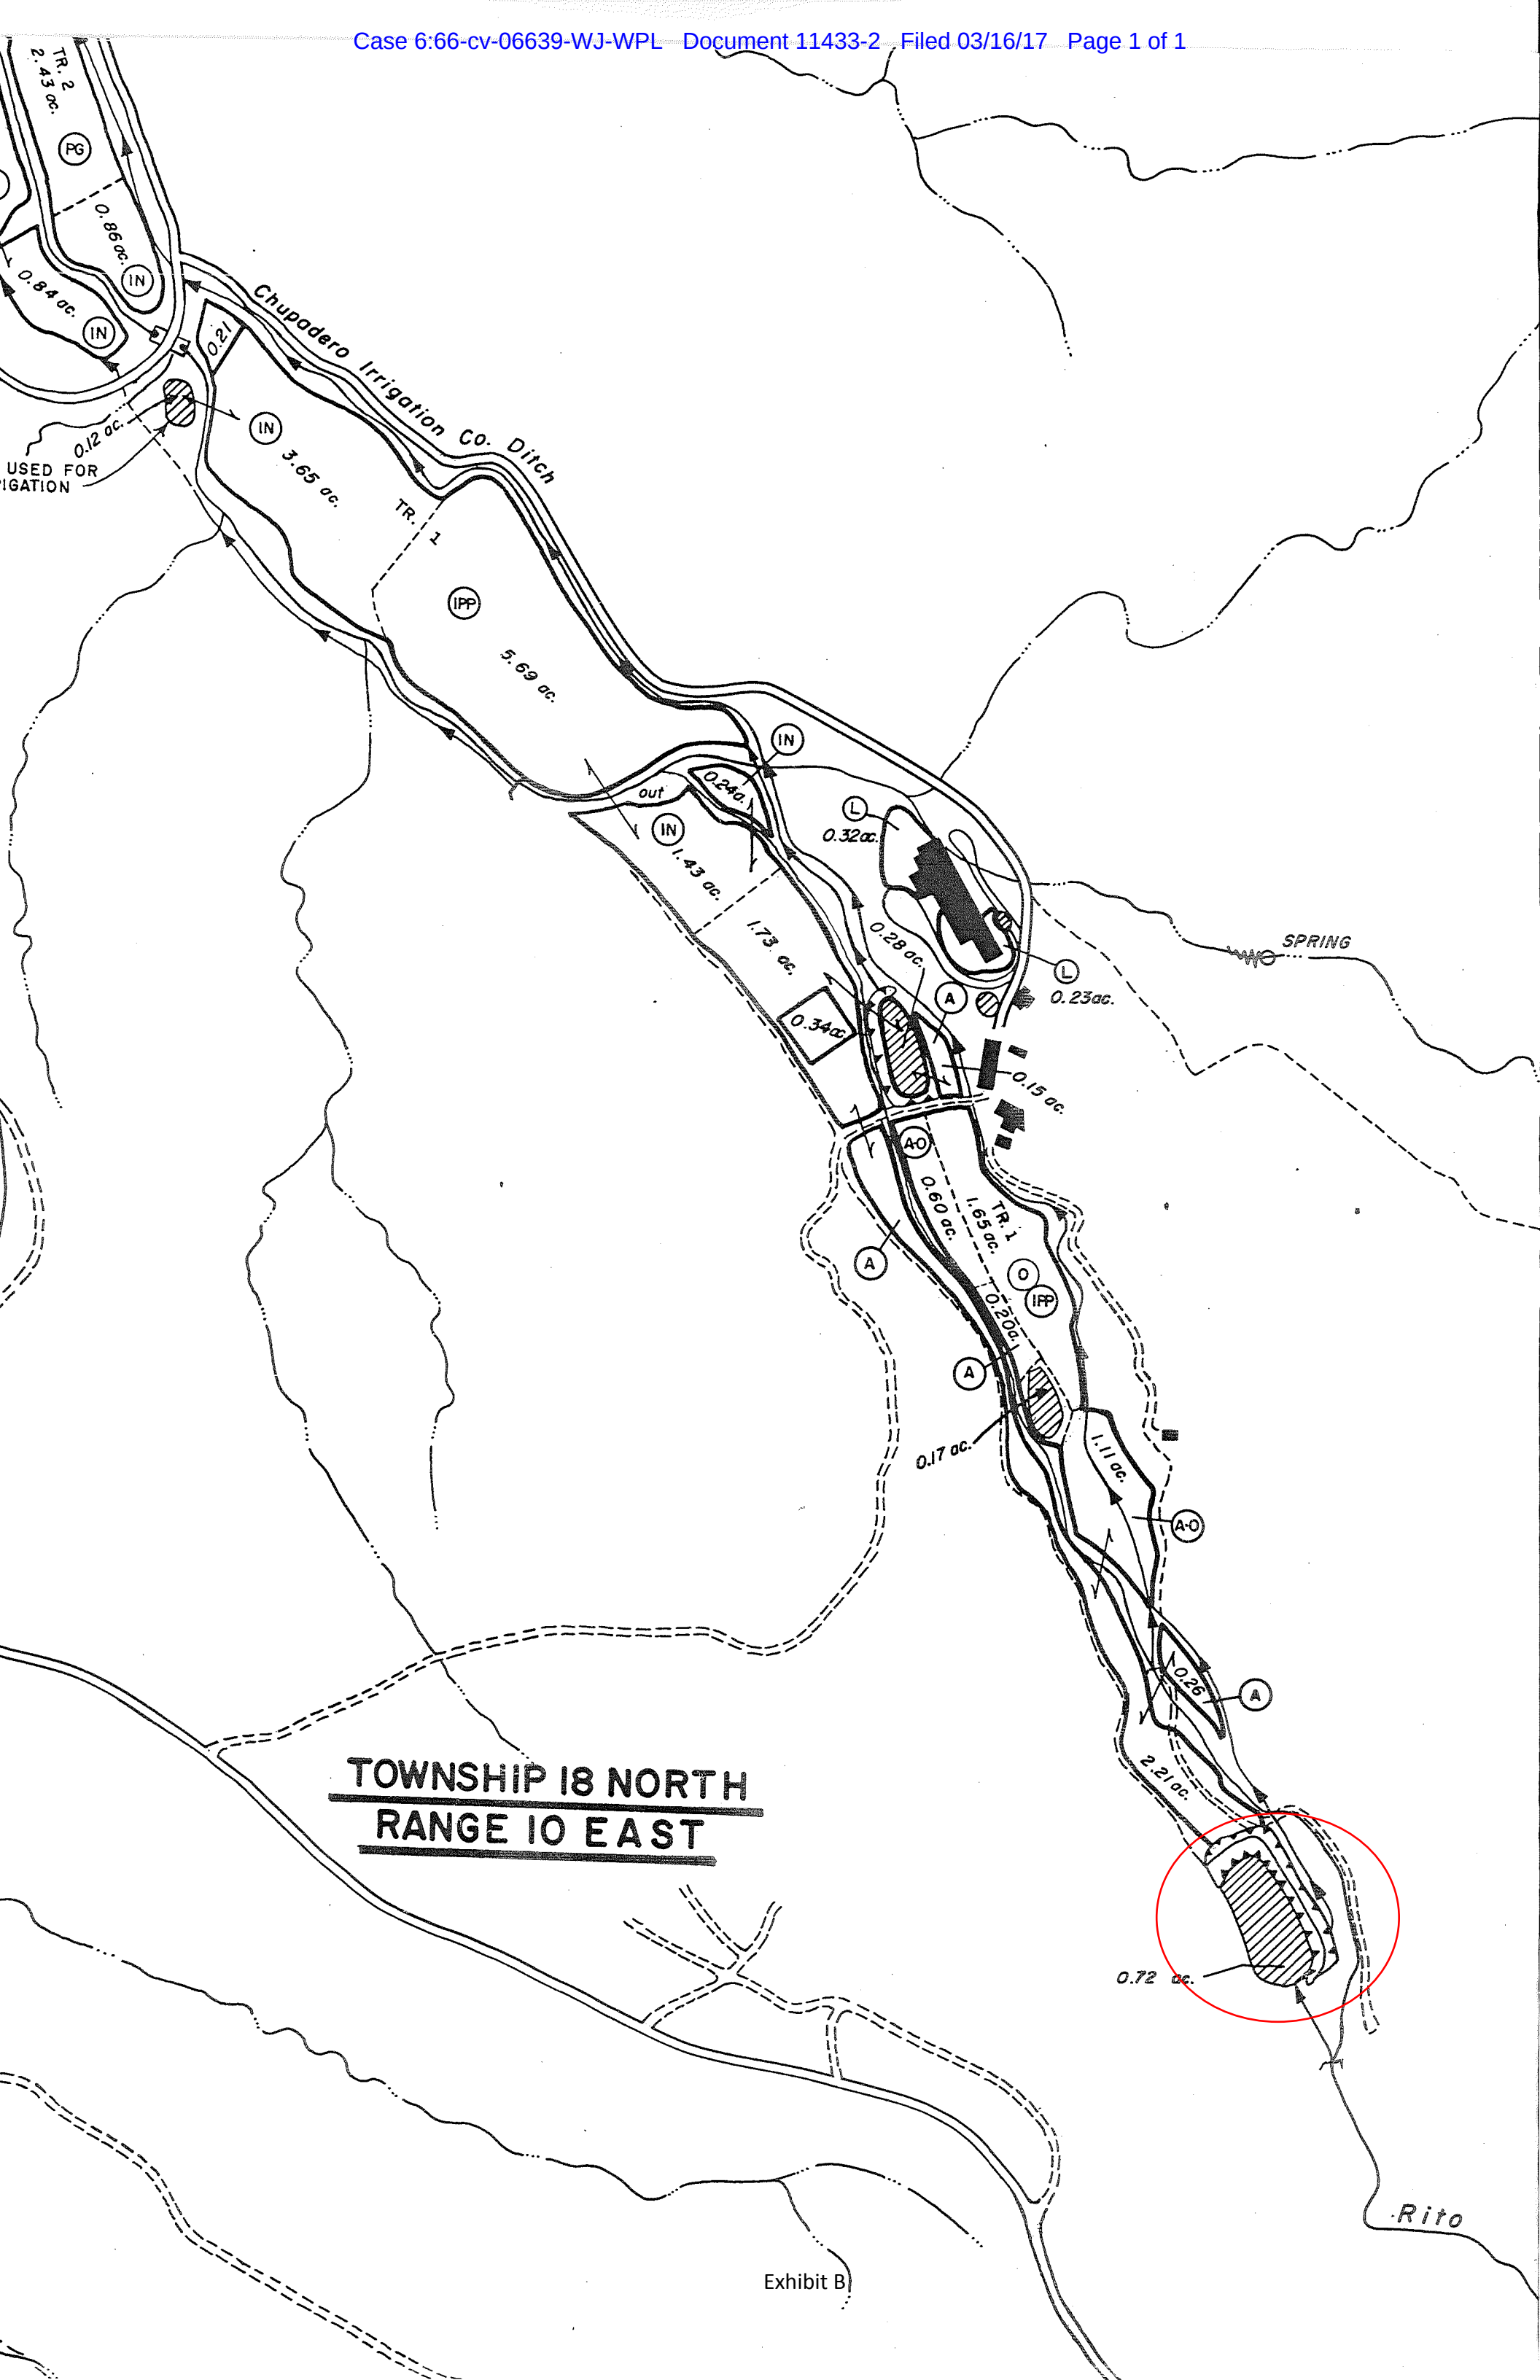 Case 6:66-cv-06639-WJ-WPL Document 11433-2 Filed 03/16/17 Page 1 of 1
TR. 2
2.43 ac.
PG
0.86 ac.
IN
0.84 ac.
IN
0.21
Chupadero Irrigation Co. Ditch
0.12 ac.
USED FOR
IGATION
IN
3.65 ac.
TR. 1
IPP
5.69 ac.
IN
0.24a.
out
IN
1.43 ac.
L
0.32ac.
1.73 ac.
0.28 ac.
SPRING
L
0.23ac.
A
0.34ac
0.15 ac.
A-O
0.60 ac.
1.65 ac.
TR. 1
A
O
IPP
0.20a.
A
0.17 ac.
1.11 ac.
A-O
0.26
A
2.21ac.
TOWNSHIP 18 NORTH
RANGE 10 EAST
0.72 ac.
Rito
Exhibit B